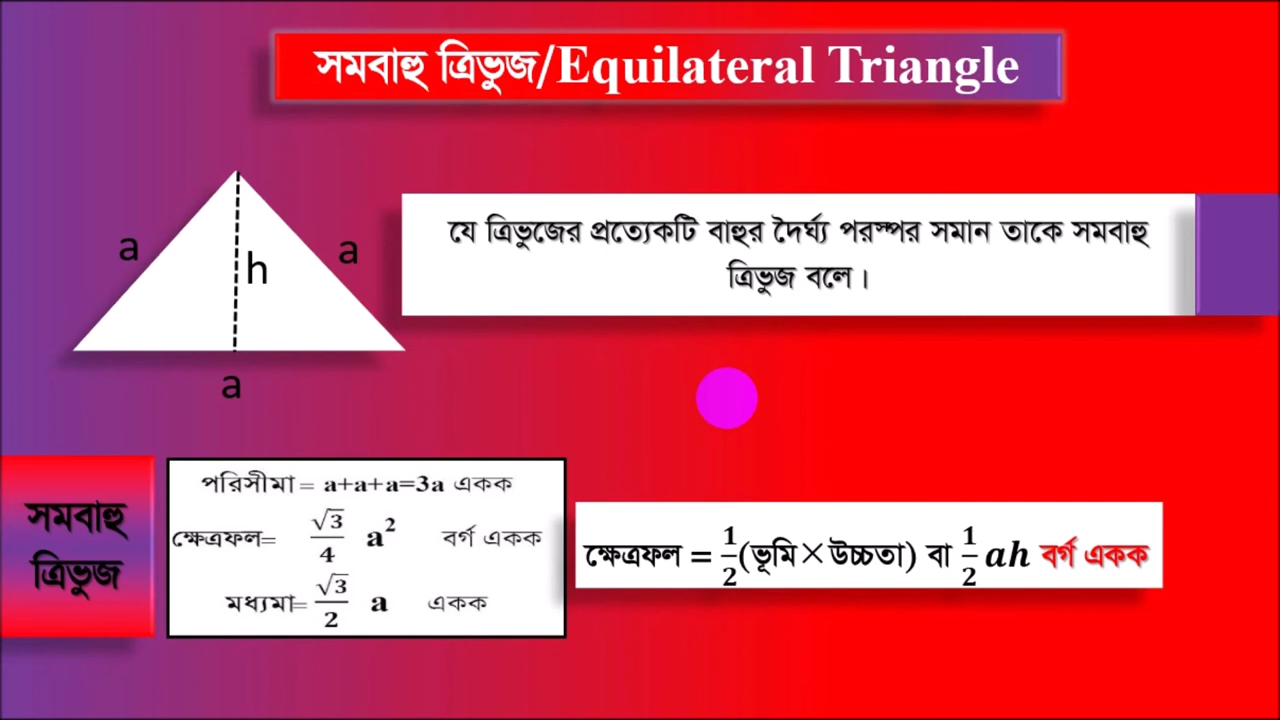 সমবাহু ত্রিভুজ/Equilateral Triangle
a
a
h
a
যে ত্রিভুজের প্রত্যেকটি বাহুর দৈর্ঘ্য পরস্পর সমান তাকে সমবাহু
ত্রিভুজ বলে।
সমবাহু
ত্রিভুজ
পরিসীমা= a+a+a=3a একক
ক্ষেত্রফল= √3/4 a² বর্গ একক
মধ্যমা= √3/2 a একক
ক্ষেত্রফল = 1/2(ভূমি×উচ্চতা) বা 1/2 ah বর্গ একক